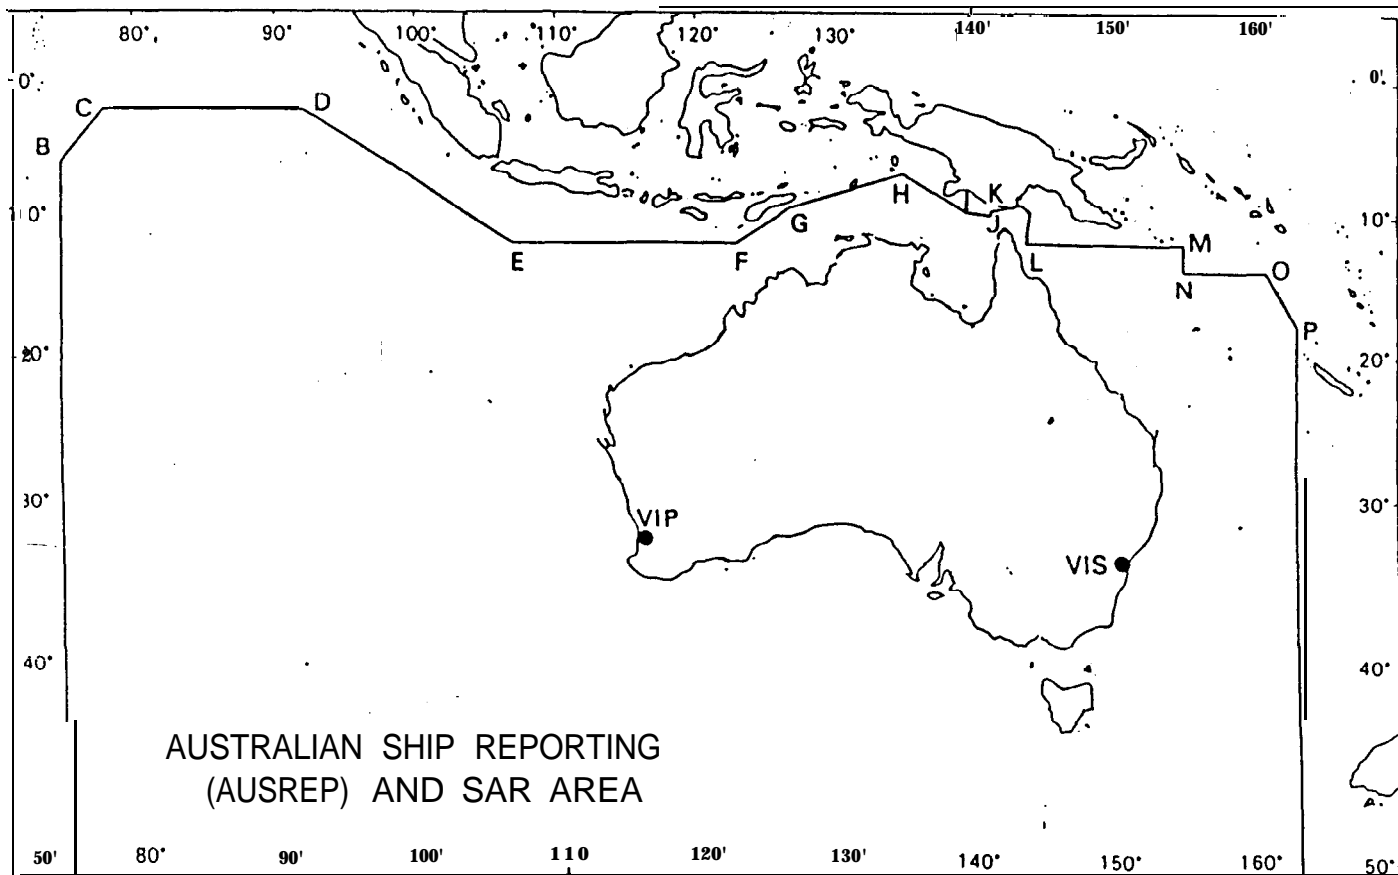 80° 90° 100° 110° 120° 130° 140' 150' 160'
0° 0'
C D
B
10° G H I K 10°
E F J L M
N O
P
20° 20°
30° 30°
VIP
VIS
40° 40°
AUSTRALIAN SHIP REPORTING
(AUSREP) AND SAR AREA
50' 80° 90' 100' 110 120' 130' 140° 150° 160° 50°